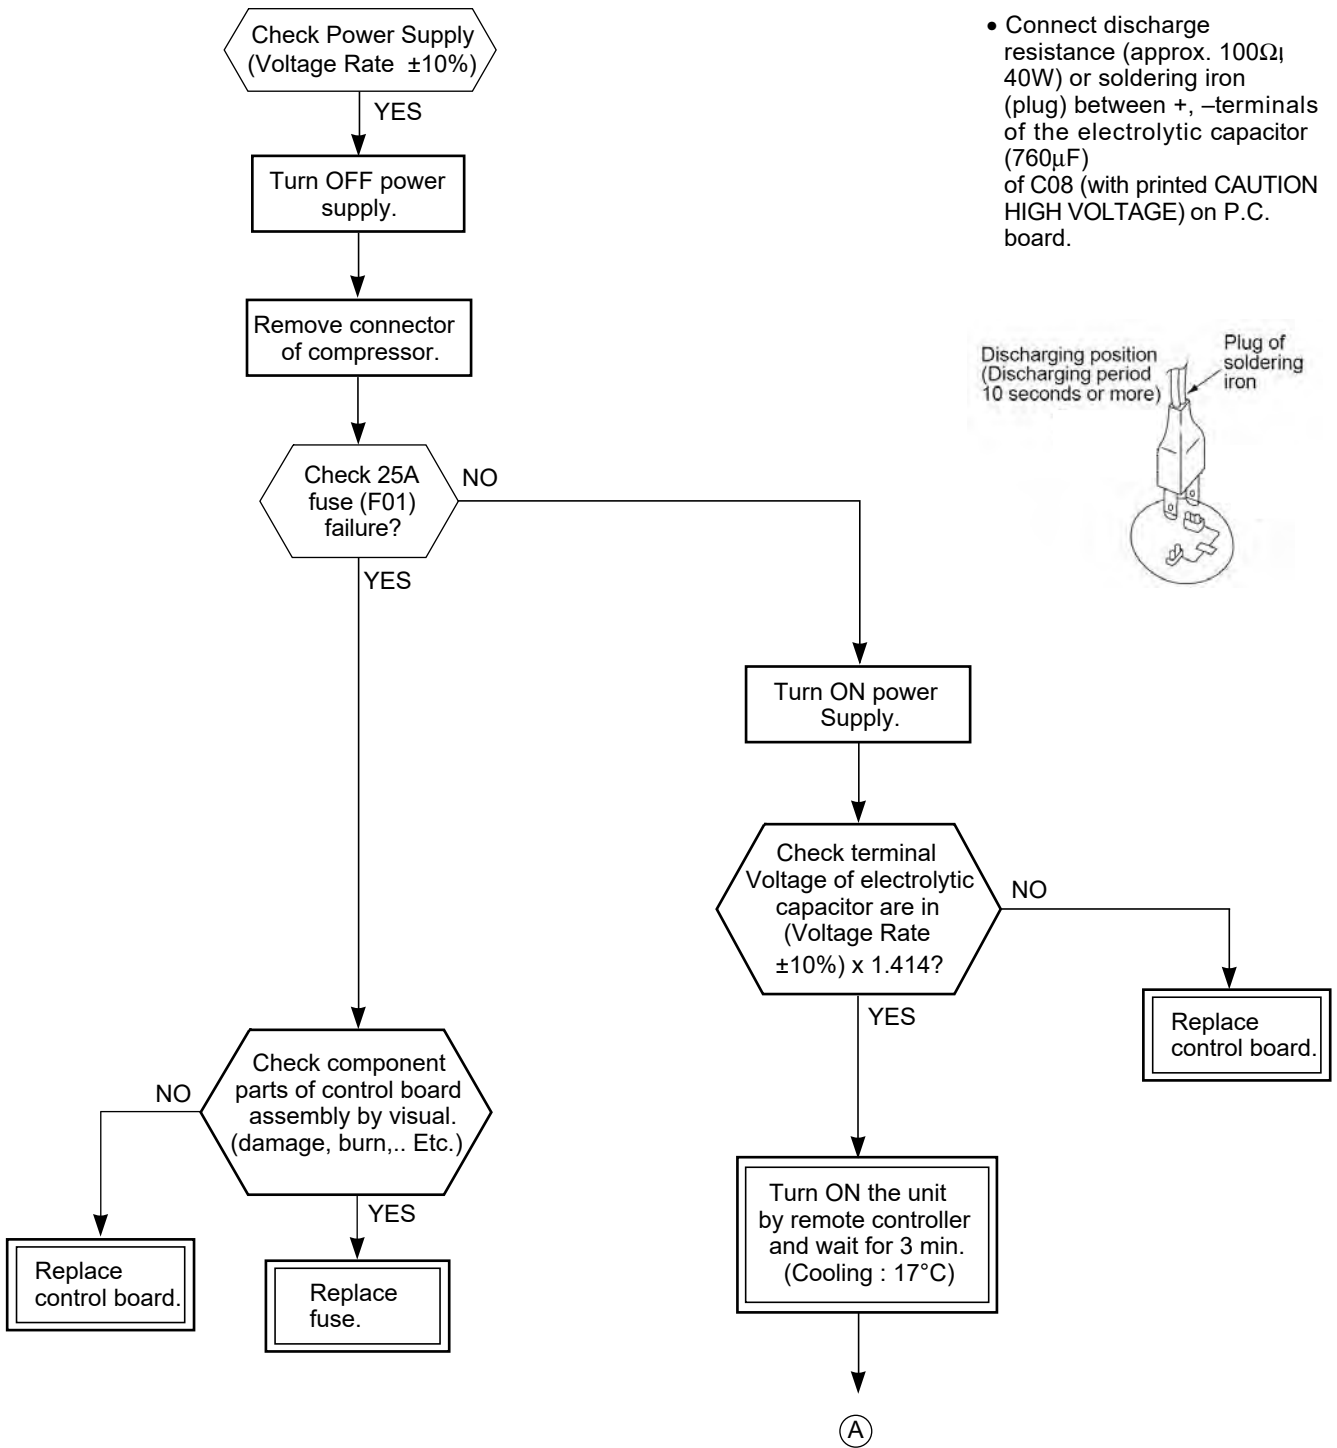 Check Power Supply
(Voltage Rate ±10%)
YES
Turn OFF power
supply.
Remove connector
of compressor.
Check 25A
fuse (F01)
failure?
NO
YES
Turn ON power
Supply.
Check terminal
Voltage of electrolytic
capacitor are in
(Voltage Rate
±10%) x 1.414?
NO
YES
Replace
control board.
Check component
parts of control board
assembly by visual.
(damage, burn,.. Etc.)
NO
YES
Replace
control board.
Replace
fuse.
Turn ON the unit
by remote controller
and wait for 3 min.
(Cooling : 17°C)
A
• Connect discharge
resistance (approx. 100Ω,
40W) or soldering iron
(plug) between +, –terminals
of the electrolytic capacitor
(760μF)
of C08 (with printed CAUTION
HIGH VOLTAGE) on P.C.
board.
Discharging position
(Discharging period
10 seconds or more)
Plug of
soldering
iron